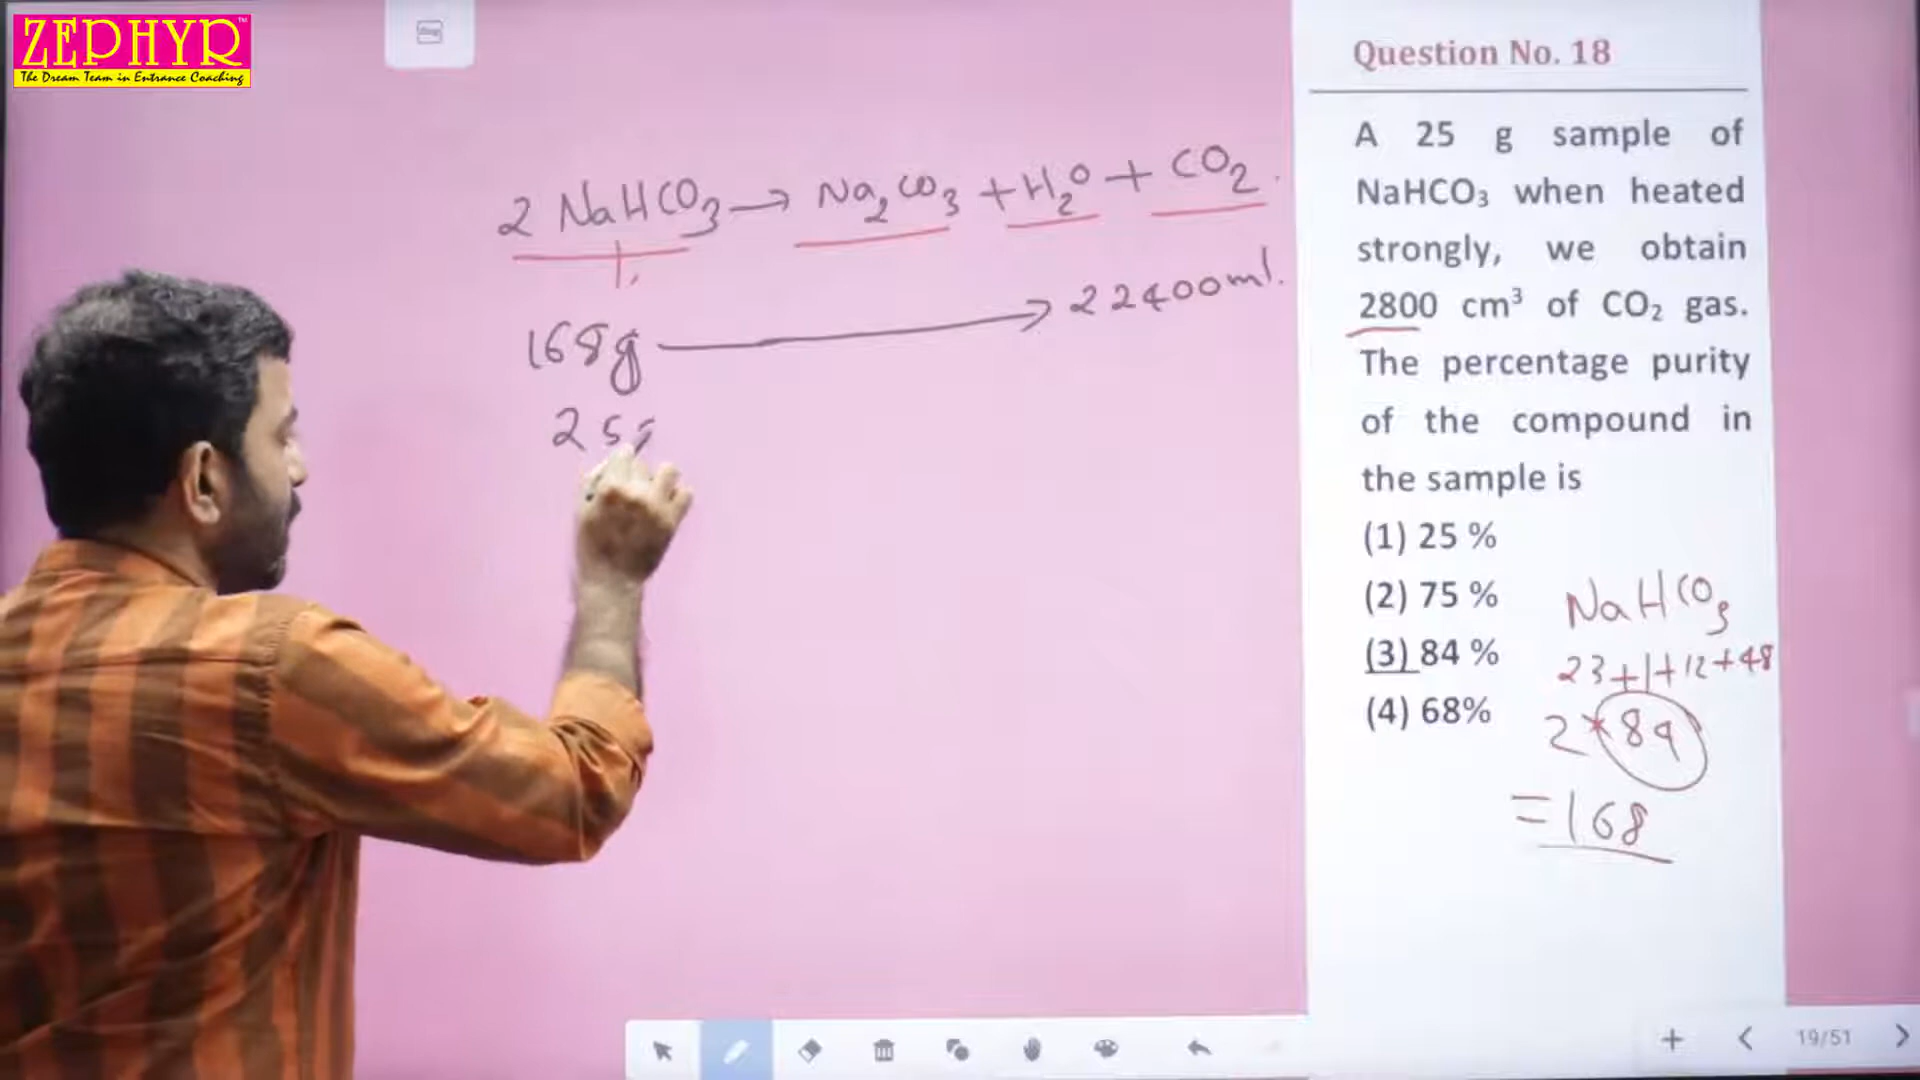 ZEPHYR™
The Dream Team in Entrance Coaching
2 NaHCO₃ → Na₂CO₃ + H₂O + CO₂.
168g → 22400ml.
25g
Question No. 18
A 25 g sample of
NaHCO₃ when heated
strongly, we obtain
2800 cm³ of CO₂ gas.
The percentage purity
of the compound in
the sample is
(1) 25 %
(2) 75 %
(3) 84 %
(4) 68%
NaHCO₃
23+1+12+48
2×84
=168
19/51